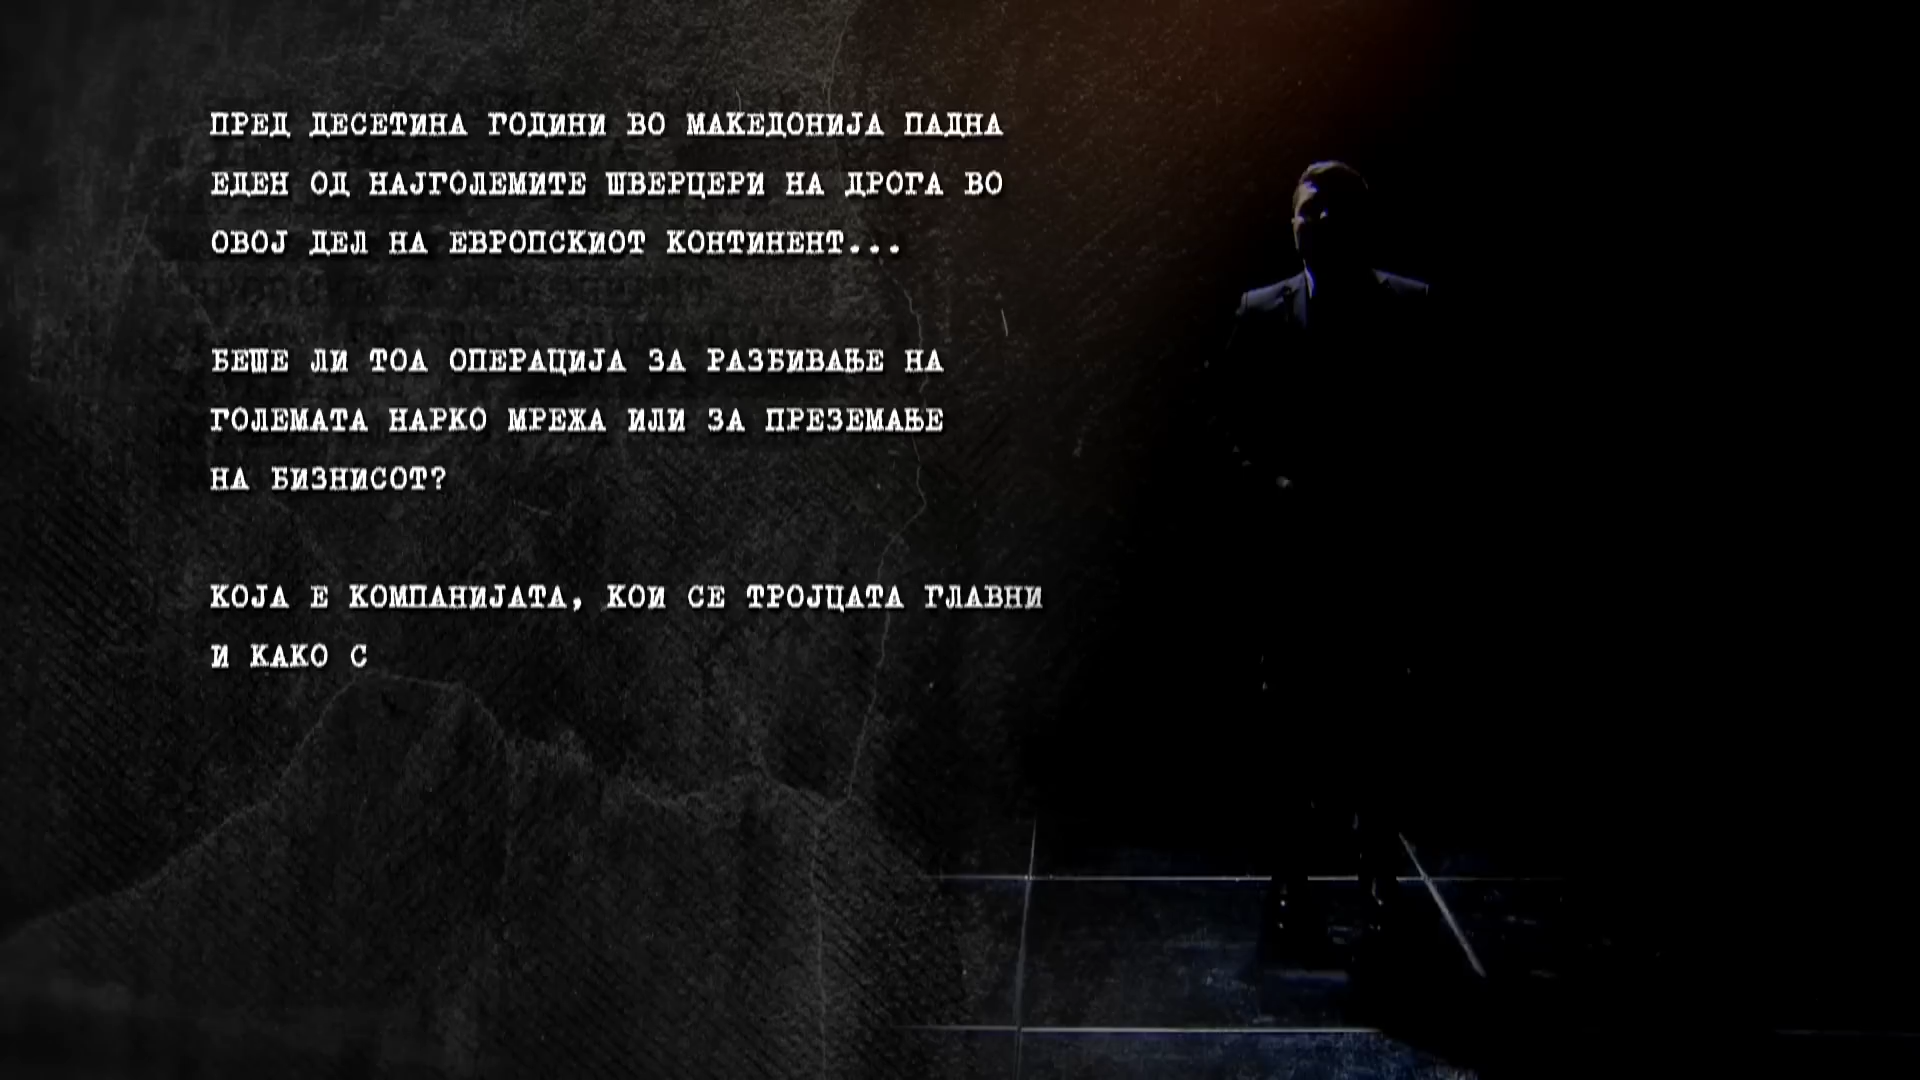 ПРЕД ДЕСЕТИНА ГОДИНИ ВО МАКЕДОНИЈА ПАДНА
ЕДЕН ОД НАЈГОЛЕМИТЕ ШВЕРЦЕРИ НА ДРОГА ВО
ОВОЈ ДЕЛ НА ЕВРОПСКИОТ КОНТИНЕНТ...
БЕШЕ ЛИ ТОА ОПЕРАЦИЈА ЗА РАЗБИВАЊЕ НА
ГОЛЕМАТА НАРКО МРЕЖА ИЛИ ЗА ПРЕЗЕМАЊЕ
НА БИЗНИСОТ?
КОЈА Е КОМПАНИЈАТА, КОИ СЕ ТРОЈЦАТА ГЛАВНИ
И КАКО С